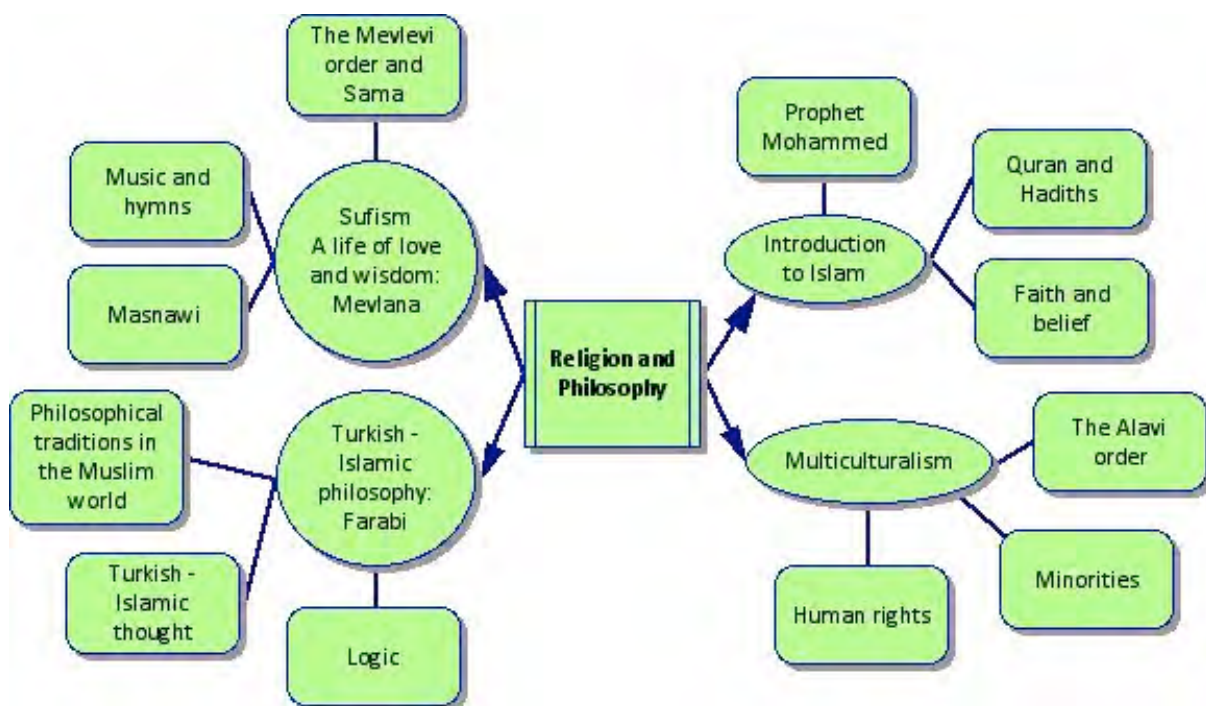 The Mevlevi
order and
Sama
Music and
hymns
Masnawi
Sufism
A life of love
and wisdom:
Mevlana
Prophet
Mohammed
Quran and
Hadiths
Introduction
to Islam
Faith and
belief
Religion and
Philosophy
Philosophical
traditions in
the Muslim
world
Turkish -
Islamic
philosophy:
Farabi
Turkish -
Islamic
thought
Logic
Multiculturalism
The Alavi
order
Minorities
Human rights